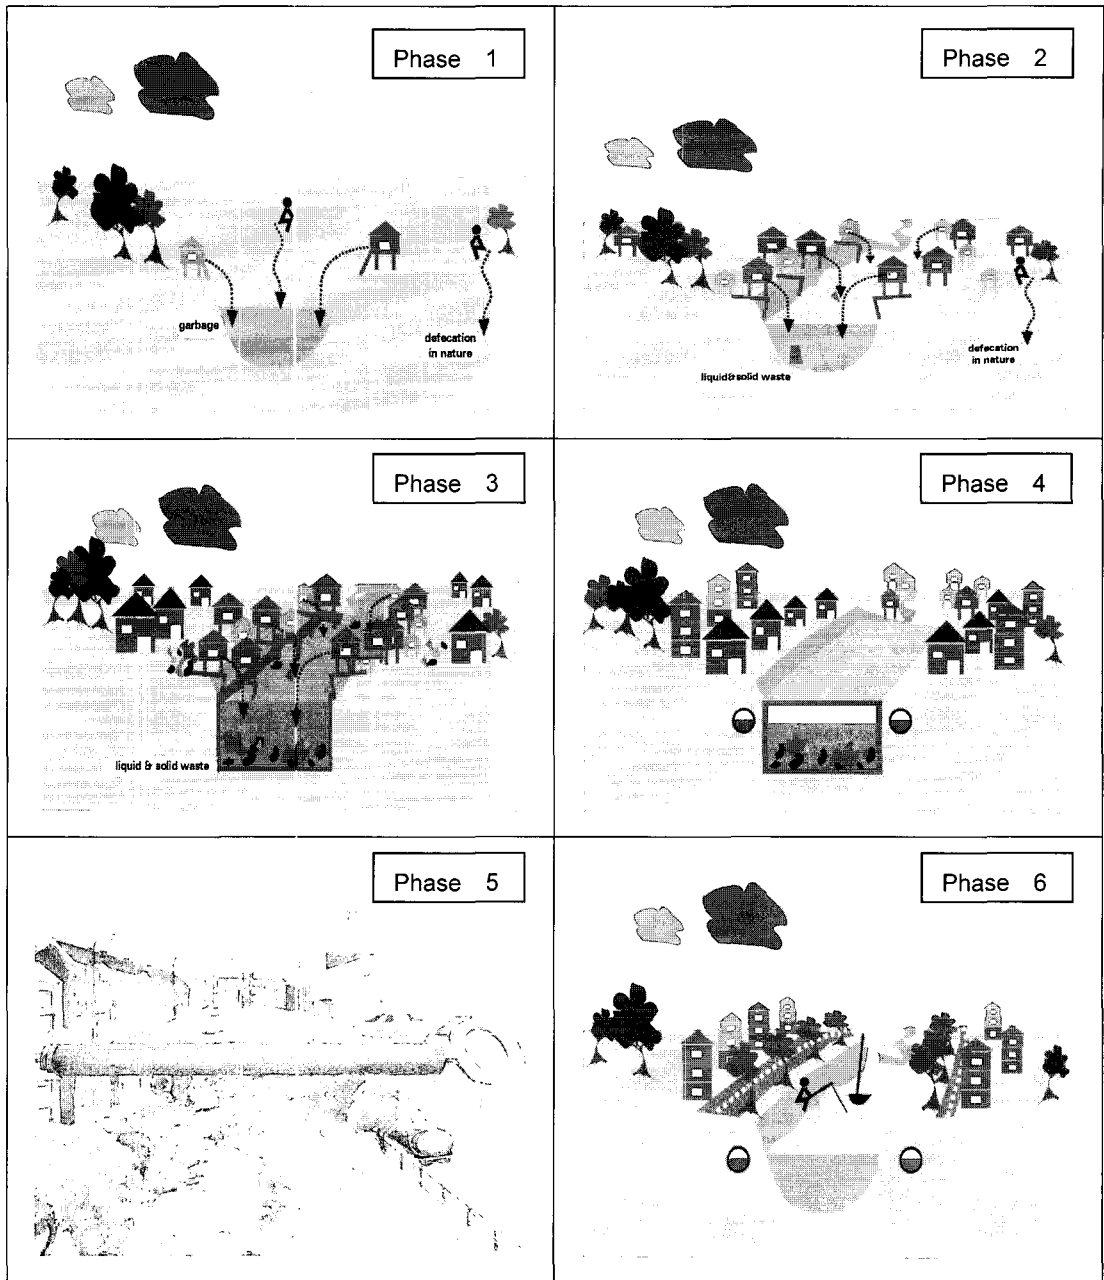 Phase 1
garbage
defecation
in nature
Phase 2
liquid&solid waste
defecation
in nature
Phase 3
liquid & solid waste
Phase 4
Phase 5
Phase 6